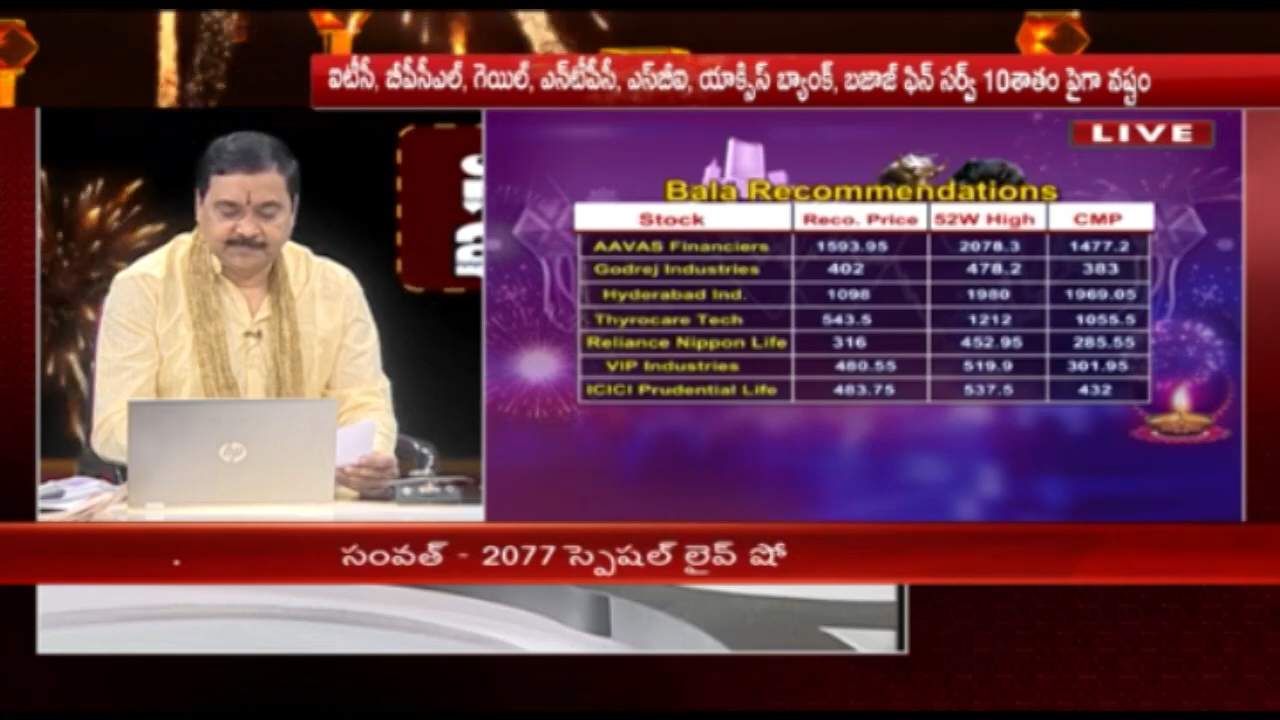 ఐటీసీ, బీపీసీఎల్, గెయిల్, ఎన్‌టీపీసీ, ఎస్‌బీఐ, యాక్సిస్ బ్యాంక్, బజాజ్ ఫిన్ సర్వ్ 10శాతం పైగా నష్టం
LIVE
Bala Recommendations
Stock Reco. Price 52W High CMP
AAVAS Financiers 1593.95 2078.3 1477.2
Godrej Industries 402 478.2 383
Hyderabad Ind. 1098 1980 1969.05
Thyrocare Tech 543.5 1212 1055.5
Reliance Nippon Life 316 452.95 285.55
VIP Industries 480.55 519.9 301.95
ICICI Prudential Life 483.75 537.5 432
hp
సంవత్ - 2077 స్పెషల్ లైవ్ షో